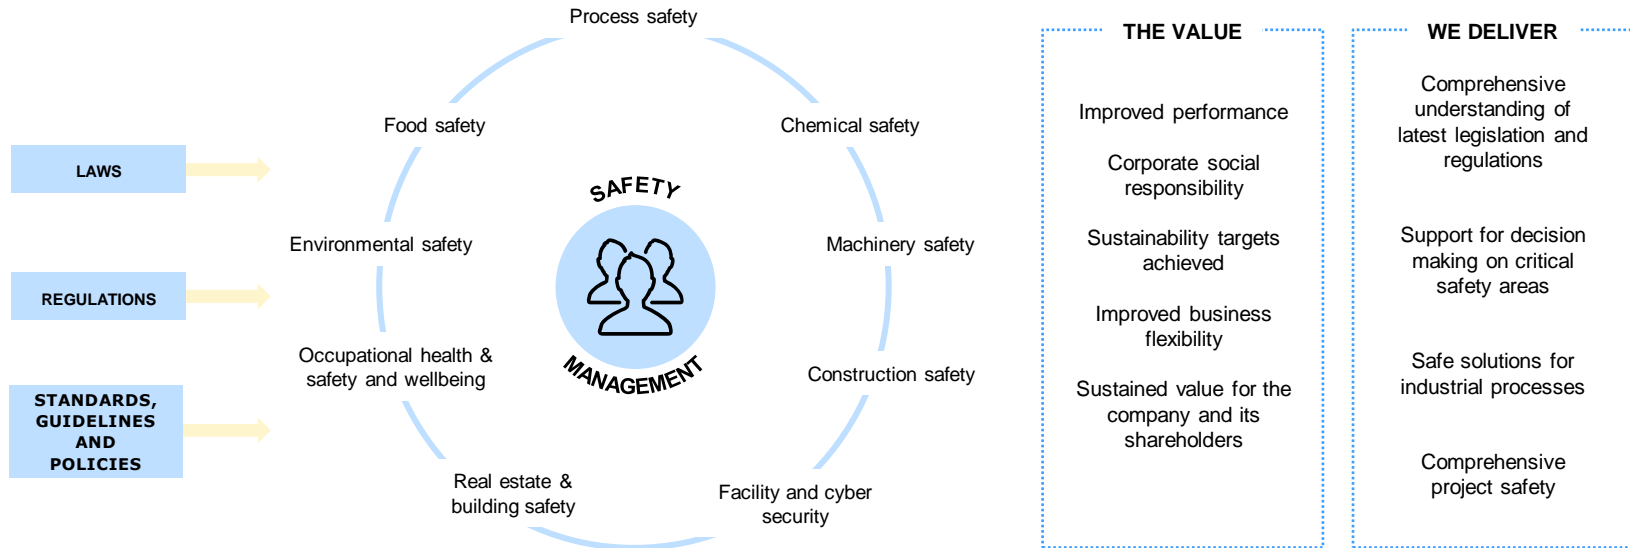 LAWS
REGULATIONS
STANDARDS,
GUIDELINES
AND
POLICIES
Process safety
Food safety
Chemical safety
Environmental safety
Machinery safety
Occupational health &
safety and wellbeing
Construction safety
Real estate &
building safety
Facility and cyber
security
SAFETY
MANAGEMENT
THE VALUE
Improved performance
Corporate social
responsibility
Sustainability targets
achieved
Improved business
flexibility
Sustained value for the
company and its
shareholders
WE DELIVER
Comprehensive
understanding of
latest legislation and
regulations
Support for decision
making on critical
safety areas
Safe solutions for
industrial processes
Comprehensive
project safety